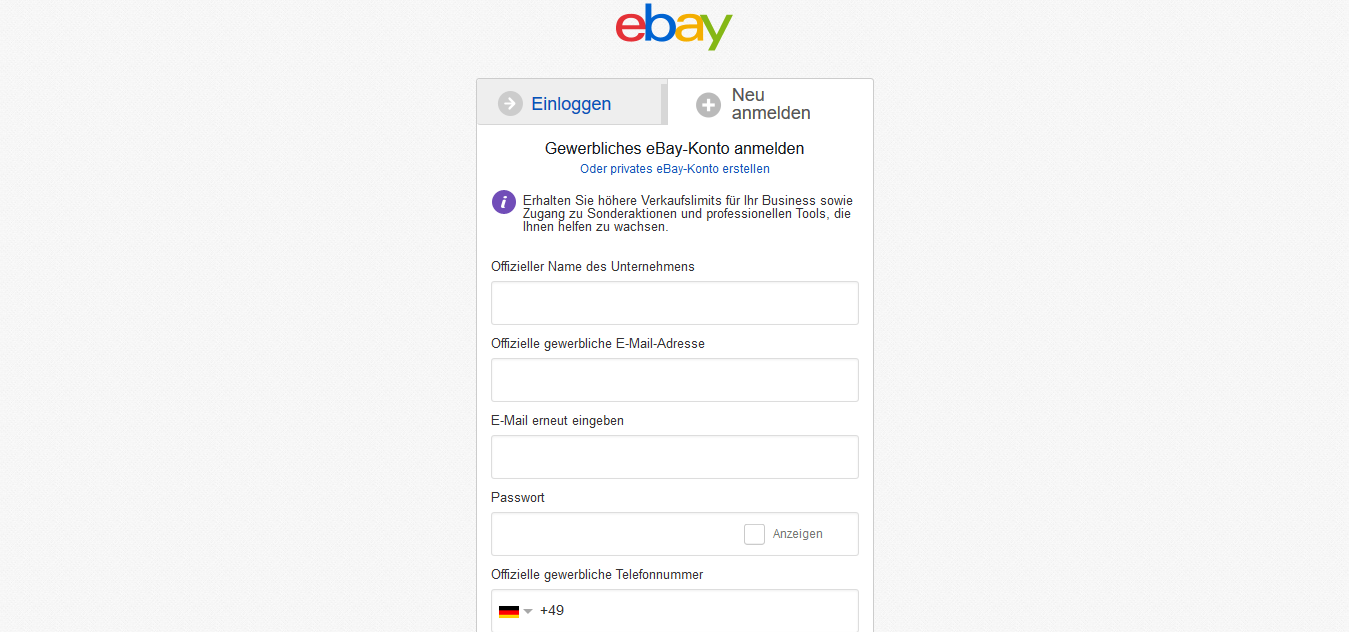 ebay
Einloggen
Neu
anmelden
Gewerbliches eBay-Konto anmelden
Oder privates eBay-Konto erstellen
i
Erhalten Sie höhere Verkaufslimits für Ihr Business sowie
Zugang zu Sonderaktionen und professionellen Tools, die
Ihnen helfen zu wachsen.
Offizieller Name des Unternehmens
Offizielle gewerbliche E-Mail-Adresse
E-Mail erneut eingeben
Passwort
Anzeigen
Offizielle gewerbliche Telefonnummer
+49